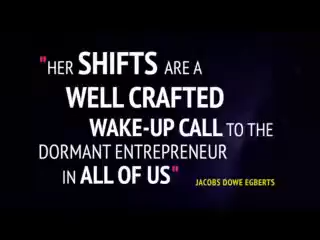 "HER SHIFTS ARE A
WELL CRAFTED
WAKE-UP CALL TO THE
DORMANT ENTREPRENEUR
IN ALL OF US"
JACOBS DOWE EGBERTS